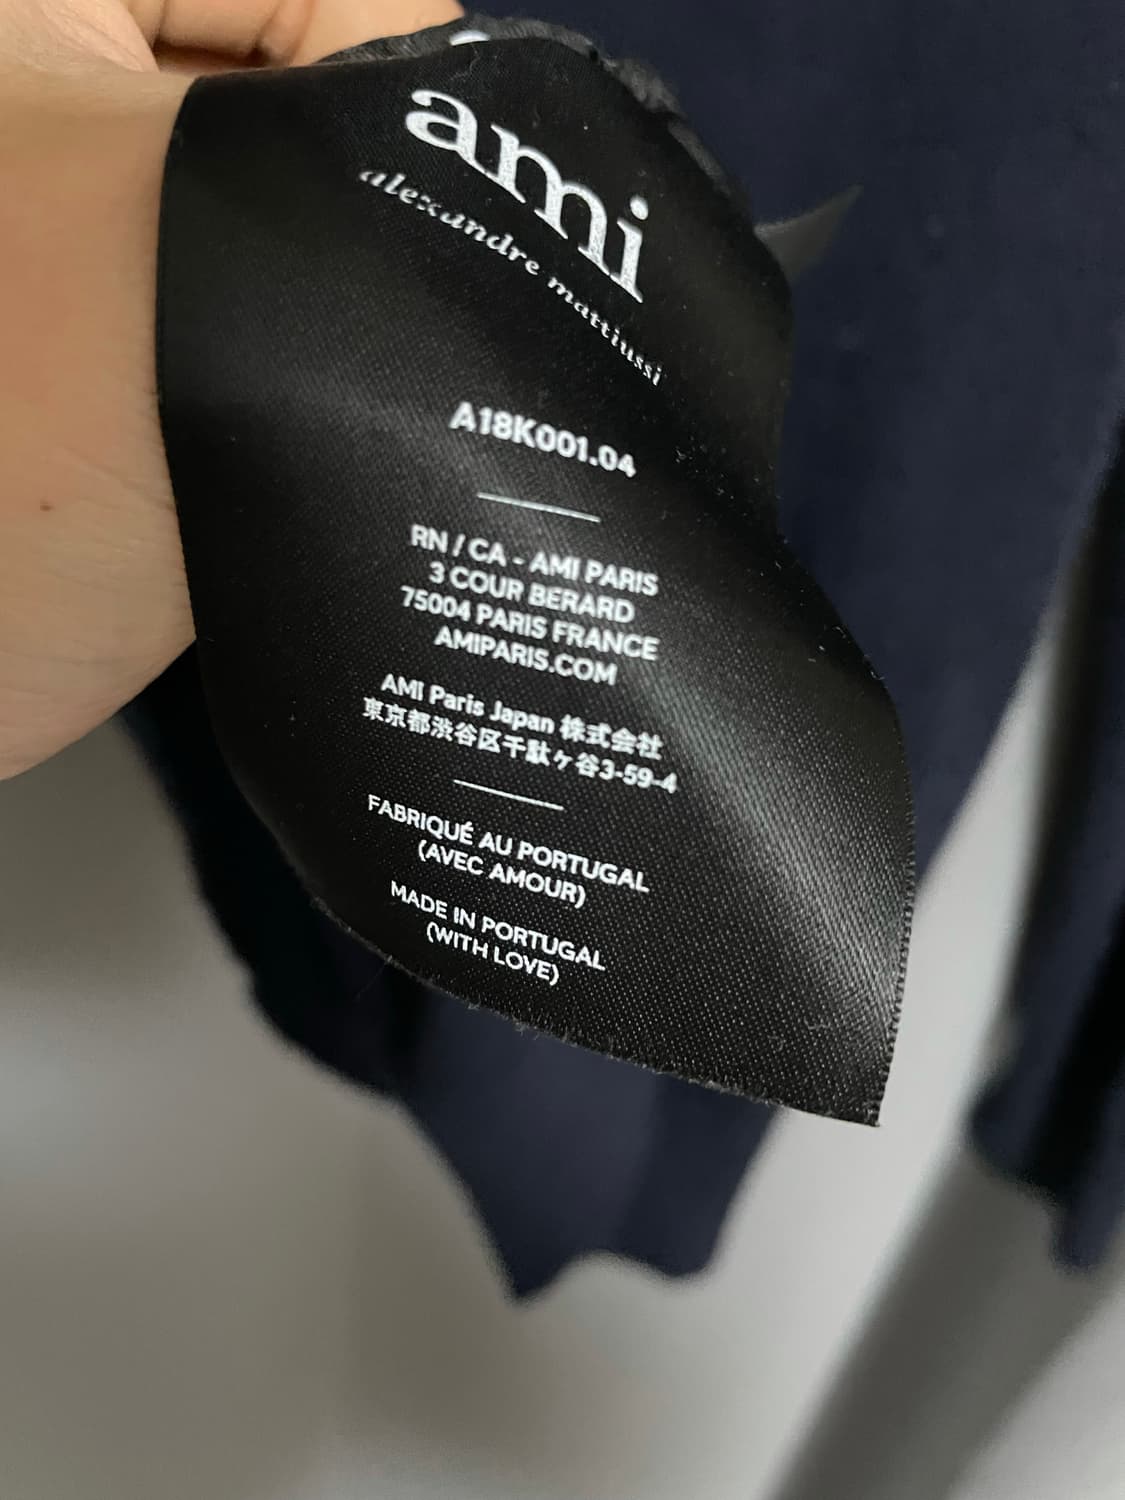 ami
alexandre mattiussi
A18K001.04
RN / CA - AMI PARIS
3 COUR BERARD
75004 PARIS FRANCE
AMIPARIS.COM
AMI Paris Japan 株式会社
東京都渋谷区千駄ヶ谷3-59-4
FABRIQUÉ AU PORTUGAL
(AVEC AMOUR)
MADE IN PORTUGAL
(WITH LOVE)